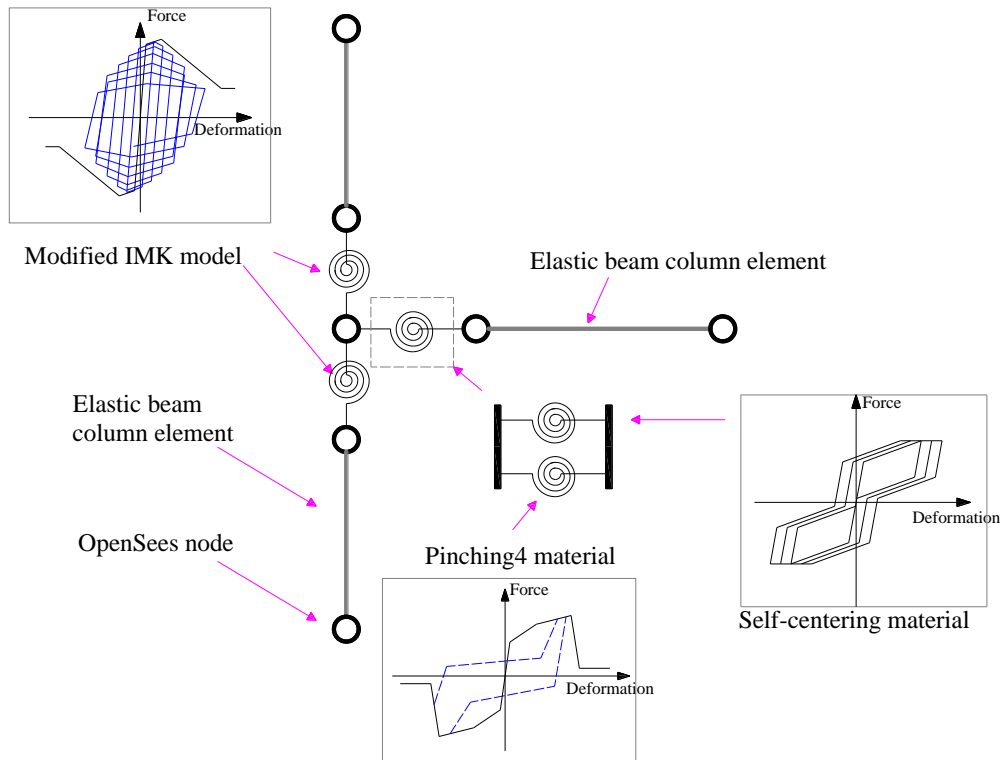 Force
Deformation
Modified IMK model
Elastic beam column element
Elastic beam
column element
OpenSees node
Pinching4 material
Force
Deformation
Self-centering material
Force
Deformation